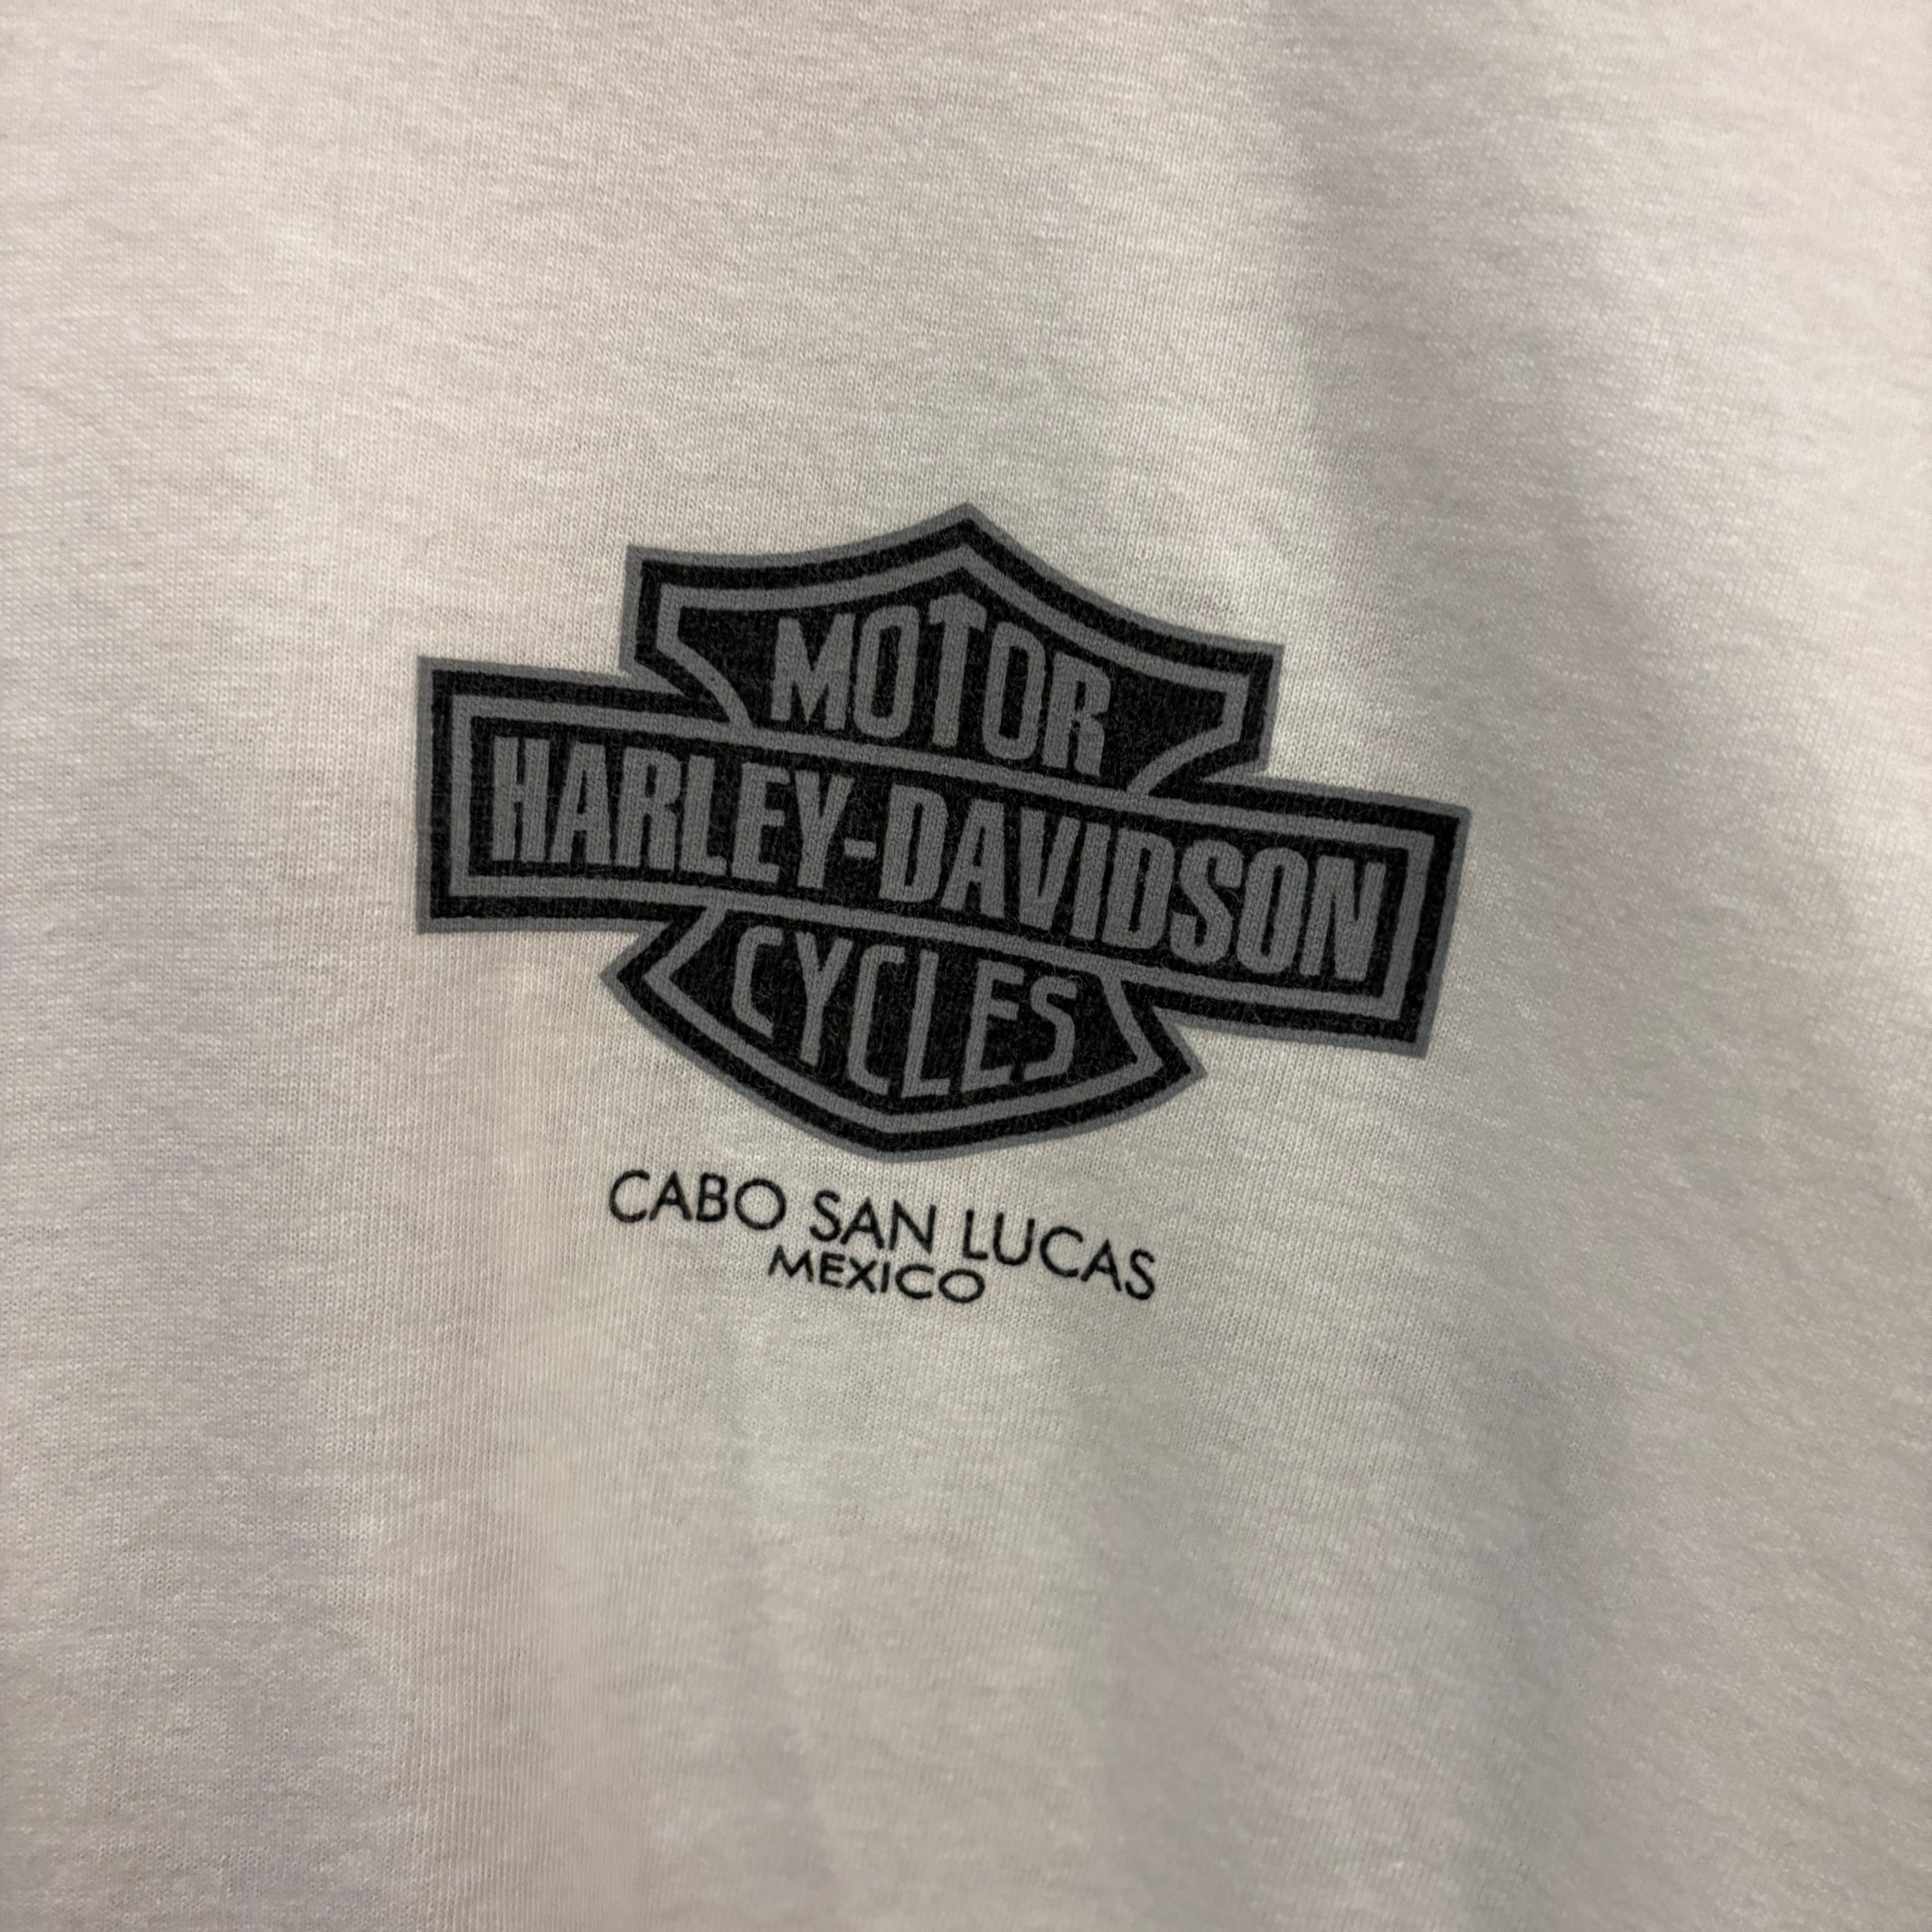 MOTOR
HARLEY-DAVIDSON
CYCLES
CABO SAN LUCAS
MEXICO